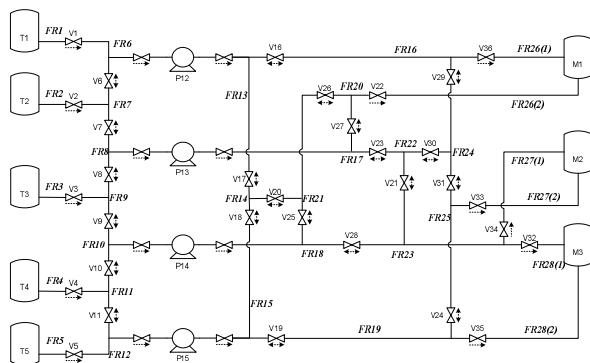 FR1 V1 FR6 V16 FR16 V36 FR26(1)
T1 P12 V29 M1
V6 FR13 V26 FR20 V22
FR2 V2 FR7 FR26(2)
T2 V7 V27
FR8 P13 FR17 V23 FR22 V30 FR24 FR27(1)
V8 V17 V21 V31 M2
FR3 V3 FR9 FR14 V20 FR21 V33 FR27(2)
T3 V9 V18 V25 FR25 V34
FR10 P14 FR18 V28 FR23 V32 M3
V10 FR28(1)
FR4 V4 FR11
T4 V11 FR15 V24
FR5 V5 FR12 P15 V19 FR19 V35 FR28(2)
T5